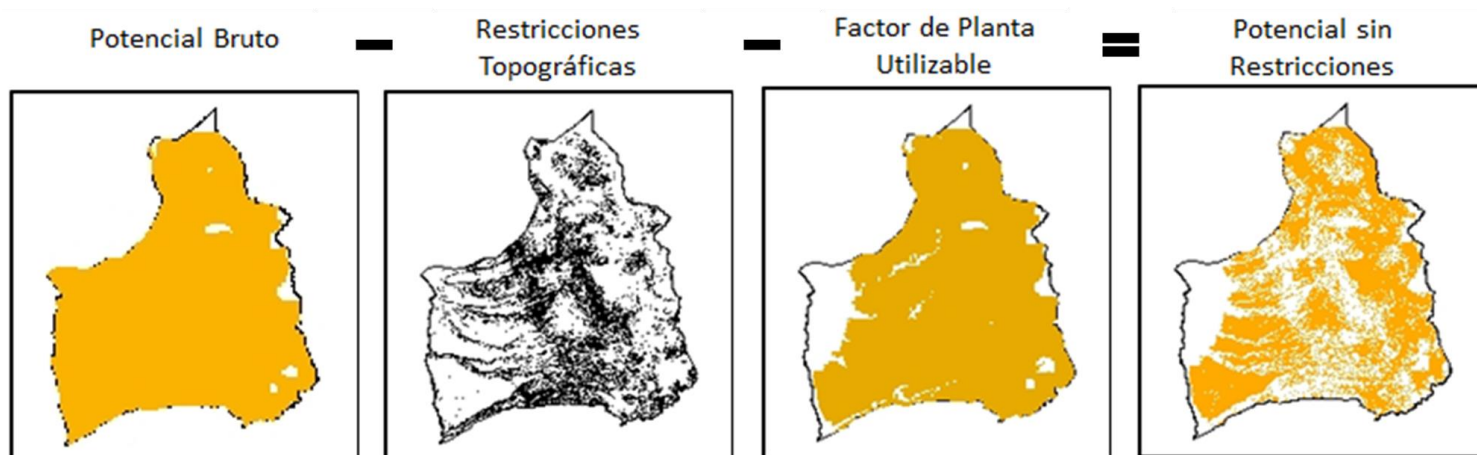 Potencial Bruto
Restricciones
Topográficas
Factor de Planta
Utilizable
Potencial sin
Restricciones